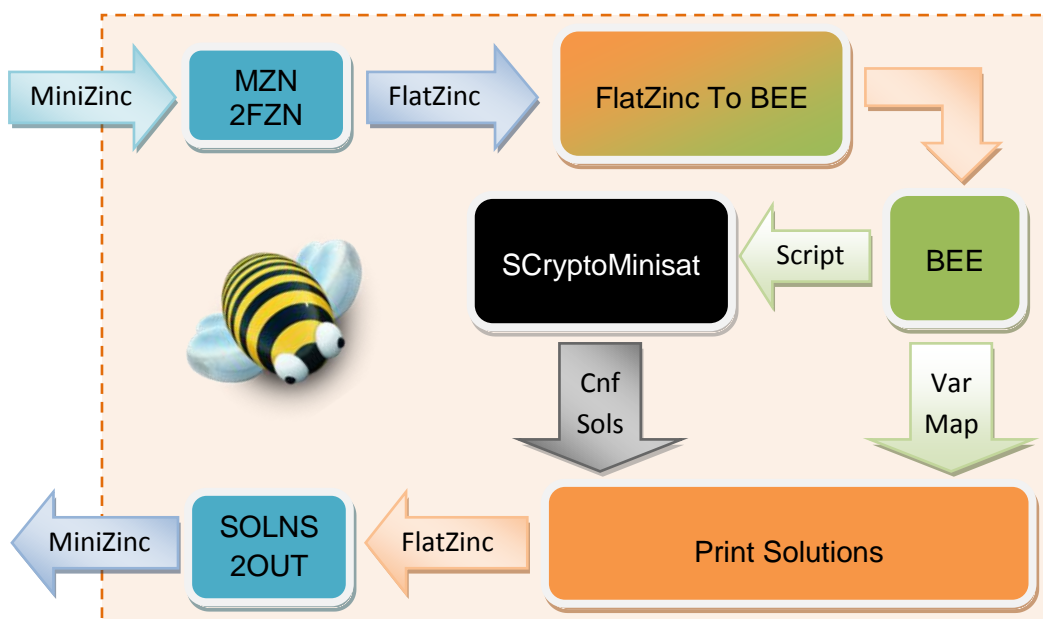 MiniZinc
MZN
2FZN
FlatZinc
FlatZinc To BEE
SCryptoMinisat
Script
BEE
Cnf
Sols
Var
Map
MiniZinc
SOLNS
2OUT
FlatZinc
Print Solutions